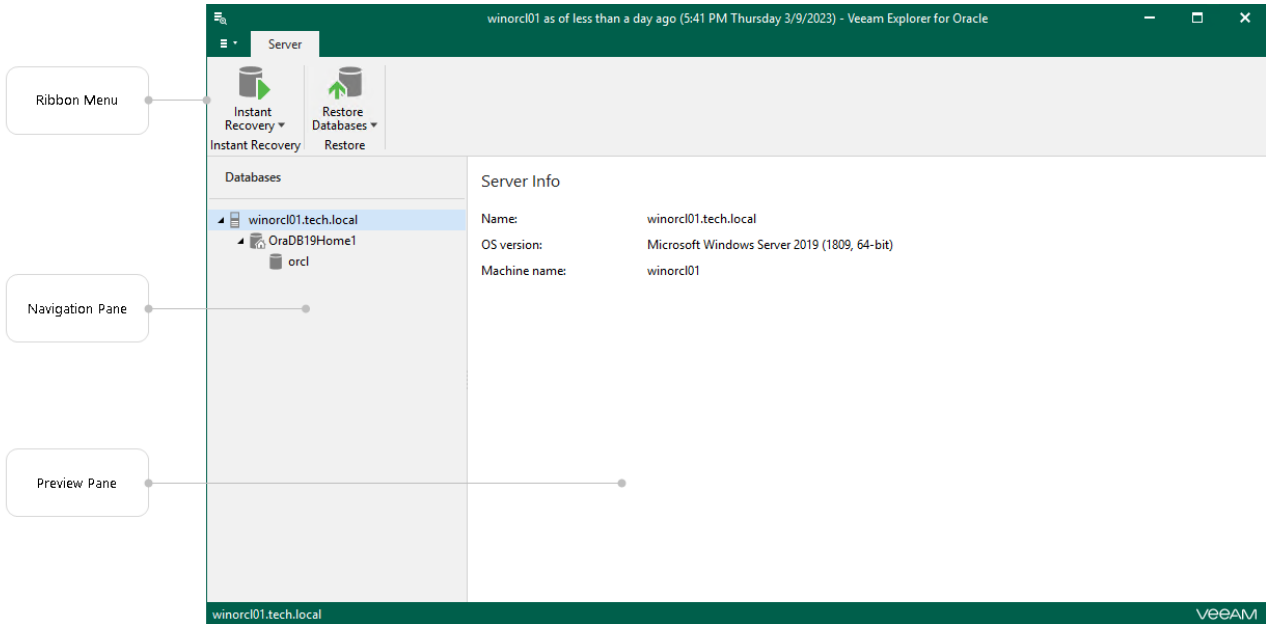 winorcl01 as of less than a day ago (5:41 PM Thursday 3/9/2023) - Veeam Explorer for Oracle
Server
Ribbon Menu
Instant Recovery
Restore Databases
Instant Recovery
Restore
Databases
winorcl01.tech.local
OraDB19Home1
orcl
Server Info
Name: winorcl01.tech.local
OS version: Microsoft Windows Server 2019 (1809, 64-bit)
Machine name: winorcl01
Navigation Pane
Preview Pane
winorcl01.tech.local
veeam